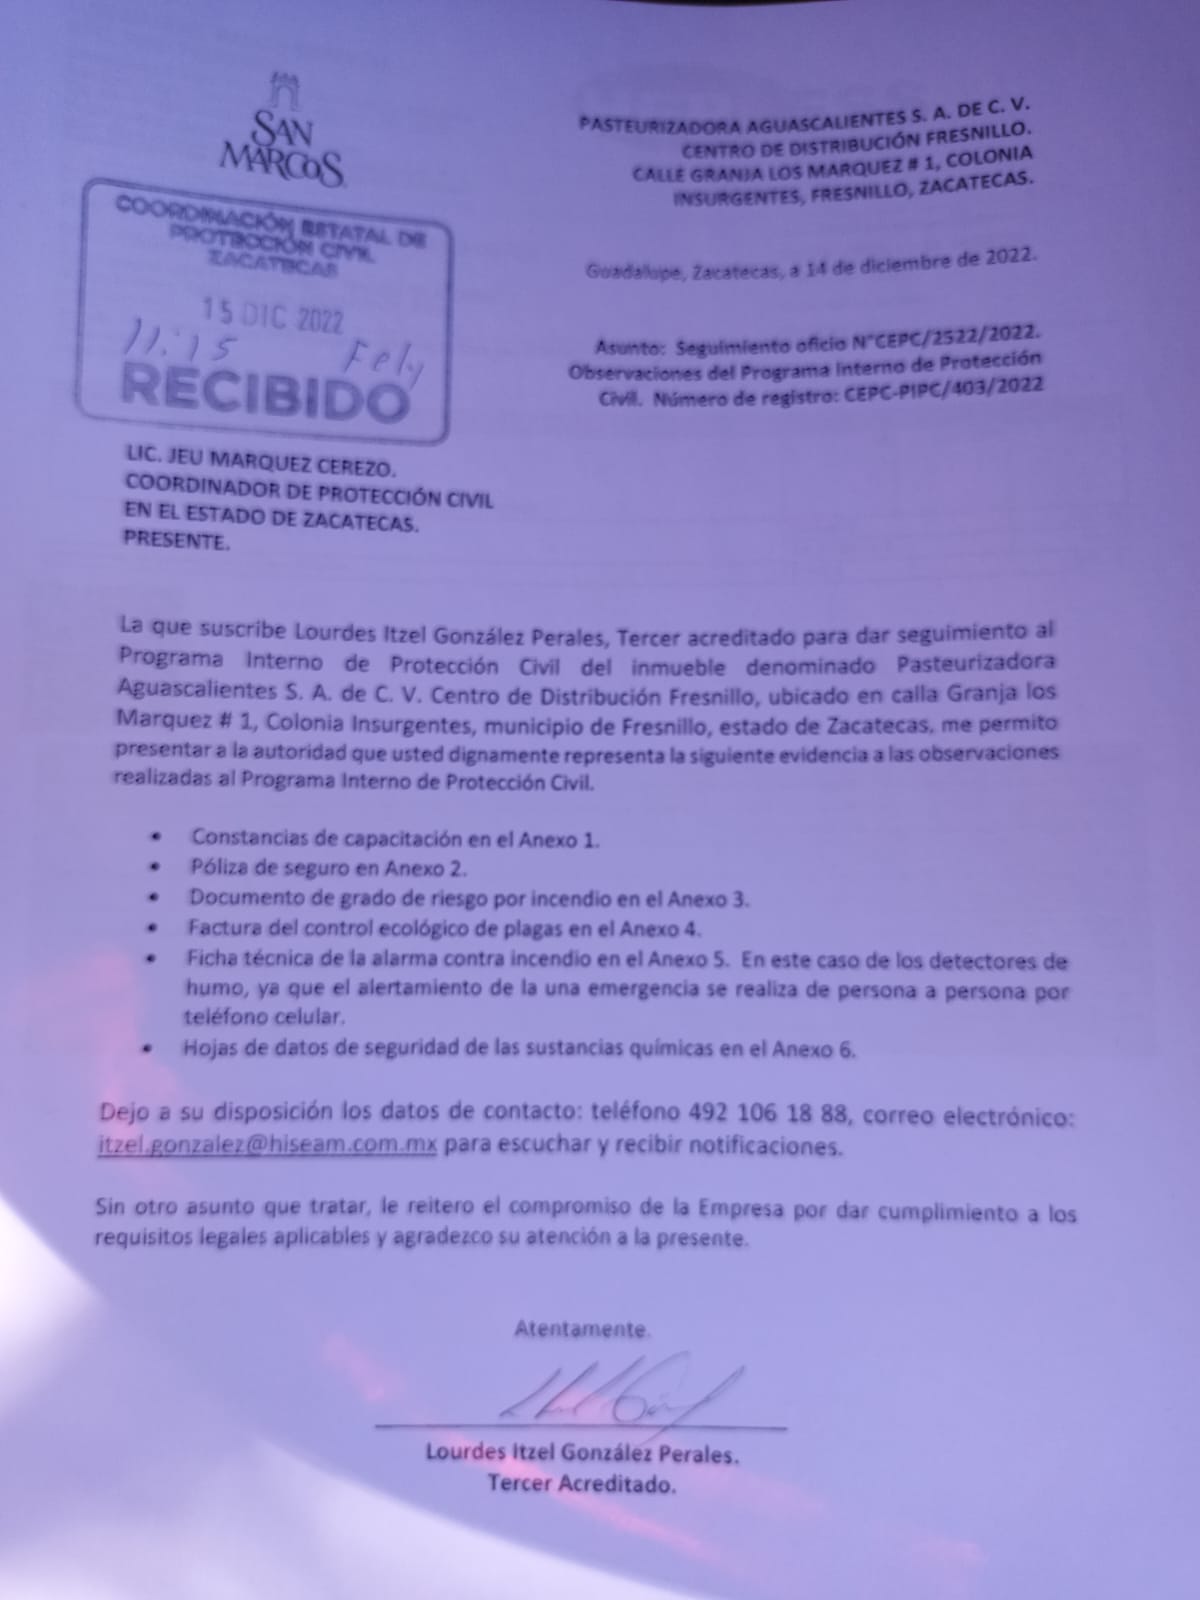 SAN
MARCOS
PASTEURIZADORA AGUASCALIENTES S. A. DE C. V.
CENTRO DE DISTRIBUCIÓN FRESNILLO.
CALLE GRANJA LOS MARQUEZ # 1, COLONIA
INSURGENTES, FRESNILLO, ZACATECAS.
COORDINACIÓN ESTATAL DE
PROTECCIÓN CIVIL
ZACATECAS
15 DIC 2022
11:15 Fely
RECIBIDO
Guadalupe, Zacatecas, a 14 de diciembre de 2022.
Asunto: Seguimiento oficio N°CEPC/2522/2022.
Observaciones del Programa Interno de Protección
Civil. Número de registro: CEPC-PIPC/403/2022
LIC. JEU MARQUEZ CEREZO.
COORDINADOR DE PROTECCIÓN CIVIL
EN EL ESTADO DE ZACATECAS.
PRESENTE.
La que suscribe Lourdes Itzel González Perales, Tercer acreditado para dar seguimiento al
Programa Interno de Protección Civil del inmueble denominado Pasteurizadora
Aguascalientes S. A. de C. V. Centro de Distribución Fresnillo, ubicado en calla Granja los
Marquez # 1, Colonia Insurgentes, municipio de Fresnillo, estado de Zacatecas, me permito
presentar a la autoridad que usted dignamente representa la siguiente evidencia a las observaciones
realizadas al Programa Interno de Protección Civil.
• Constancias de capacitación en el Anexo 1.
• Póliza de seguro en Anexo 2.
• Documento de grado de riesgo por incendio en el Anexo 3.
• Factura del control ecológico de plagas en el Anexo 4.
• Ficha técnica de la alarma contra incendio en el Anexo 5. En este caso de los detectores de
humo, ya que el alertamiento de la una emergencia se realiza de persona a persona por
teléfono celular.
• Hojas de datos de seguridad de las sustancias químicas en el Anexo 6.
Dejo a su disposición los datos de contacto: teléfono 492 106 18 88, correo electrónico:
itzel.gonzalez@hiseam.com.mx para escuchar y recibir notificaciones.
Sin otro asunto que tratar, le reitero el compromiso de la Empresa por dar cumplimiento a los
requisitos legales aplicables y agradezco su atención a la presente.
Atentamente.
Lourdes Itzel González Perales.
Tercer Acreditado.